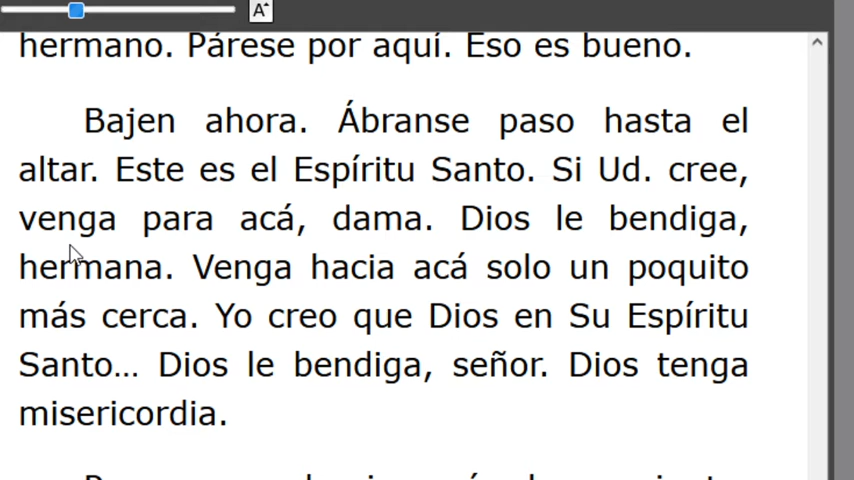 A
hermano. Párese por aquí. Eso es bueno.
Bajen ahora. Ábranse paso hasta el
altar. Este es el Espíritu Santo. Si Ud. cree,
venga para acá, dama. Dios le bendiga,
hermana. Venga hacia acá solo un poquito
más cerca. Yo creo que Dios en Su Espíritu
Santo... Dios le bendiga, señor. Dios tenga
misericordia.